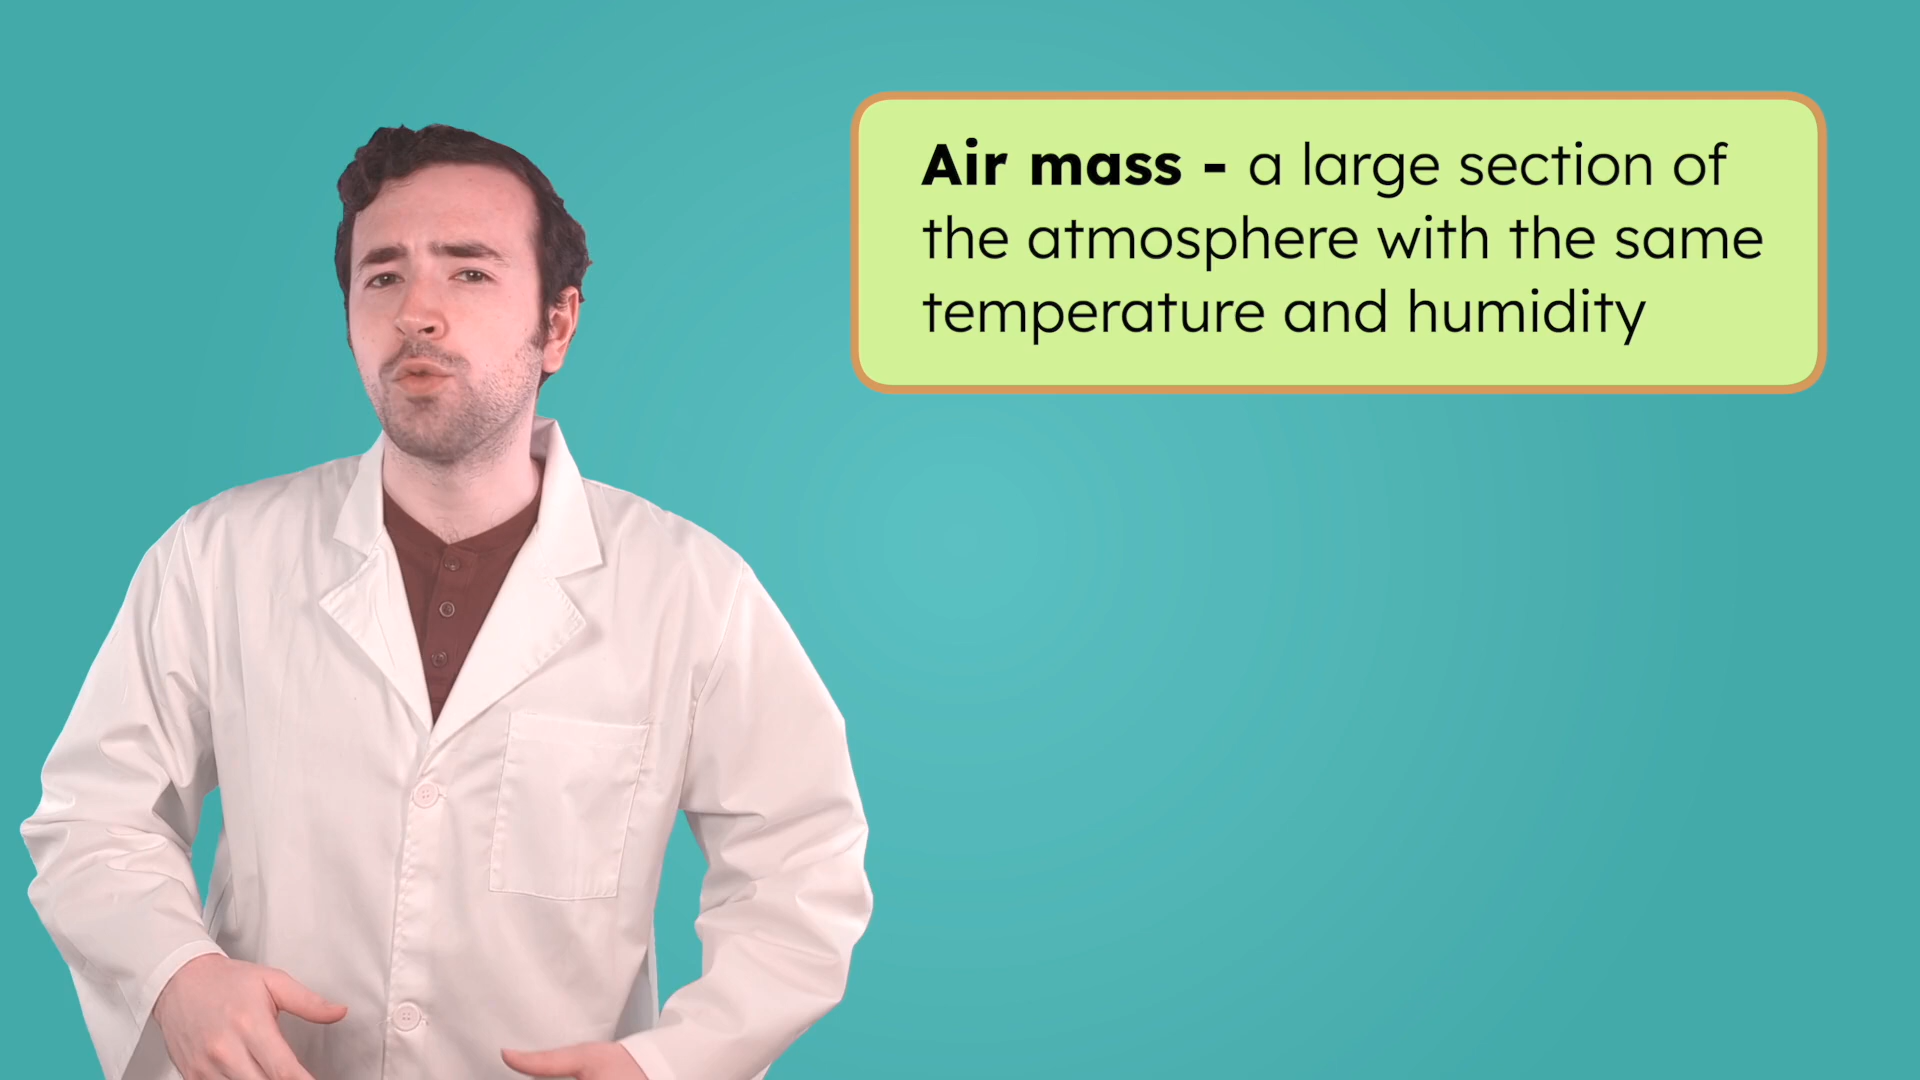 Air mass - a large section of
the atmosphere with the same
temperature and humidity